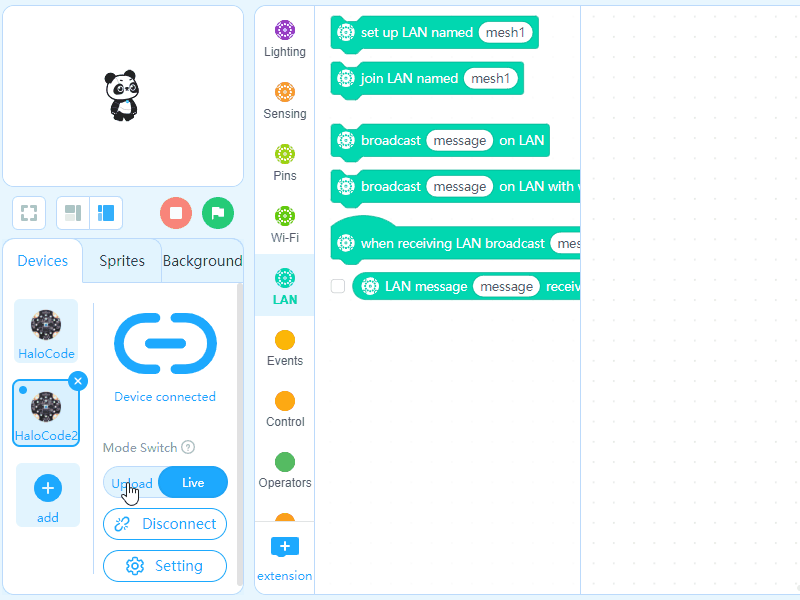 Lighting
Sensing
Pins
Wi-Fi
LAN
Events
Control
Operators
extension
set up LAN named mesh1
join LAN named mesh1
broadcast message on LAN
broadcast message on LAN with
when receiving LAN broadcast mes
LAN message message receiv
Devices Sprites Background
HaloCode
HaloCode2
add
Device connected
Mode Switch ?
Upload Live
Disconnect
Setting